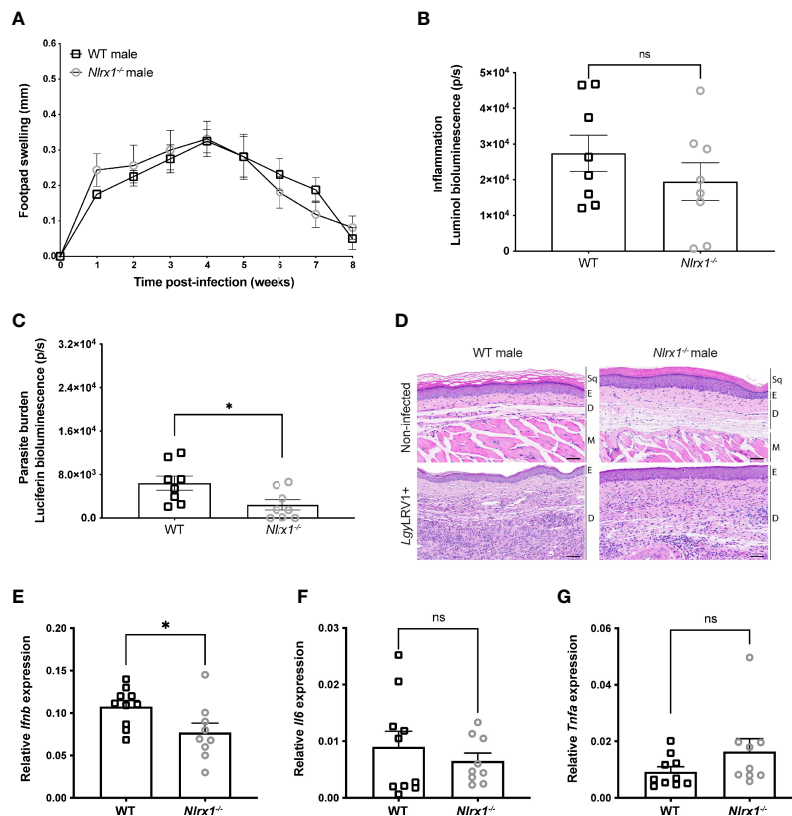 A
WT male
Nlrx1-/- male
Footpad swelling (mm)
0.6
0.5
0.4
0.3
0.2
0.1
0.0
0 1 2 3 4 5 6 7 8
Time post-infection (weeks)
B
ns
Inflammation
Luminol bioluminescence (p/s)
5×10⁴
4×10⁴
3×10⁴
2×10⁴
1×10⁴
0
WT Nlrx1-/-
C
*
Parasite burden
Luciferin bioluminescence (p/s)
3.2×10⁴
2.4×10⁴
1.6×10⁴
8.0×10³
0.0
WT Nlrx1-/-
D
WT male Nlrx1-/- male
Non-infected
Sq
E
D
M
Sq
E
D
M
LgyLRV1+
E
D
E
D
E
*
Relative Ifnb expression
0.20
0.15
0.10
0.05
0.00
WT Nlrx1-/-
F
ns
Relative Il6 expression
0.03
0.02
0.01
0.00
WT Nlrx1-/-
G
ns
Relative Tnfa expression
0.06
0.04
0.02
0.00
WT Nlrx1-/-